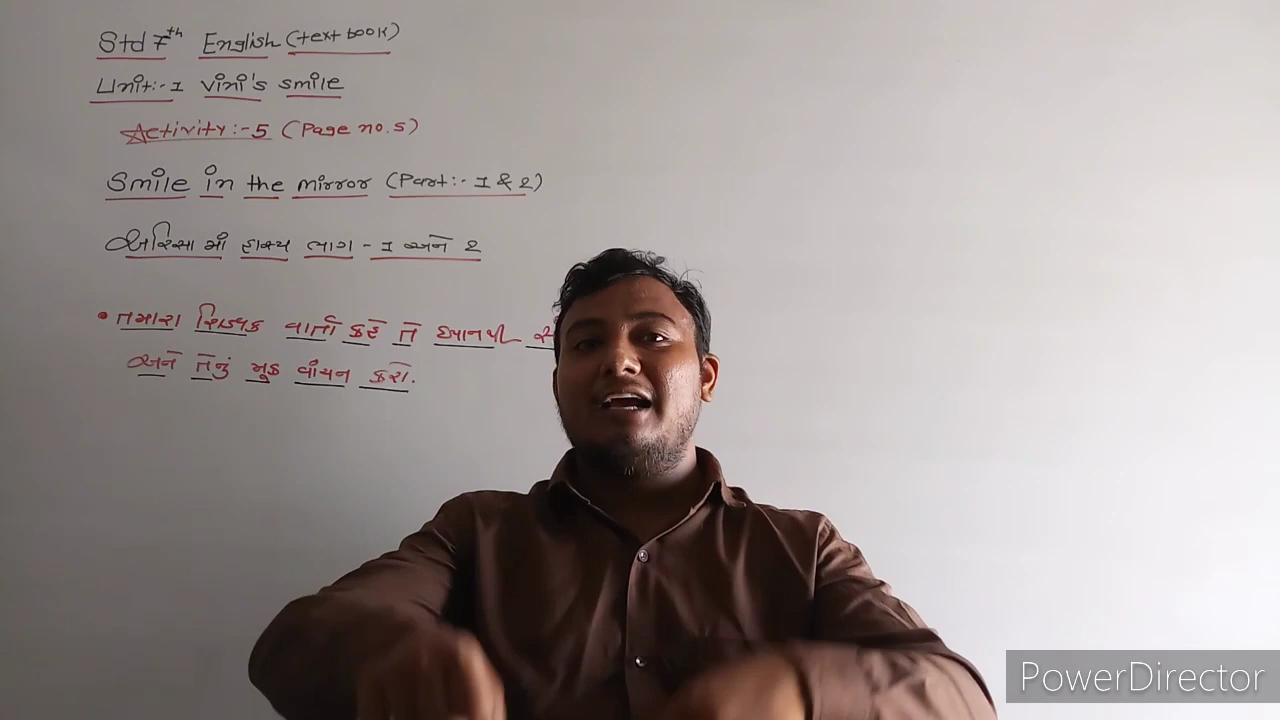 Std 7th English (text book)
Unit:-1 Vini's smile
Activity:-5 (Page no.5)
Smile in the mirror (Part:- 1 & 2)
અરિસા માં હાસ્ય ભાગ - 1 અને 2
• તમારા શિક્ષક વાર્તા કહે તે ધ્યાનથી
અને તેનું મૂક વાંચન કરો.
PowerDirector